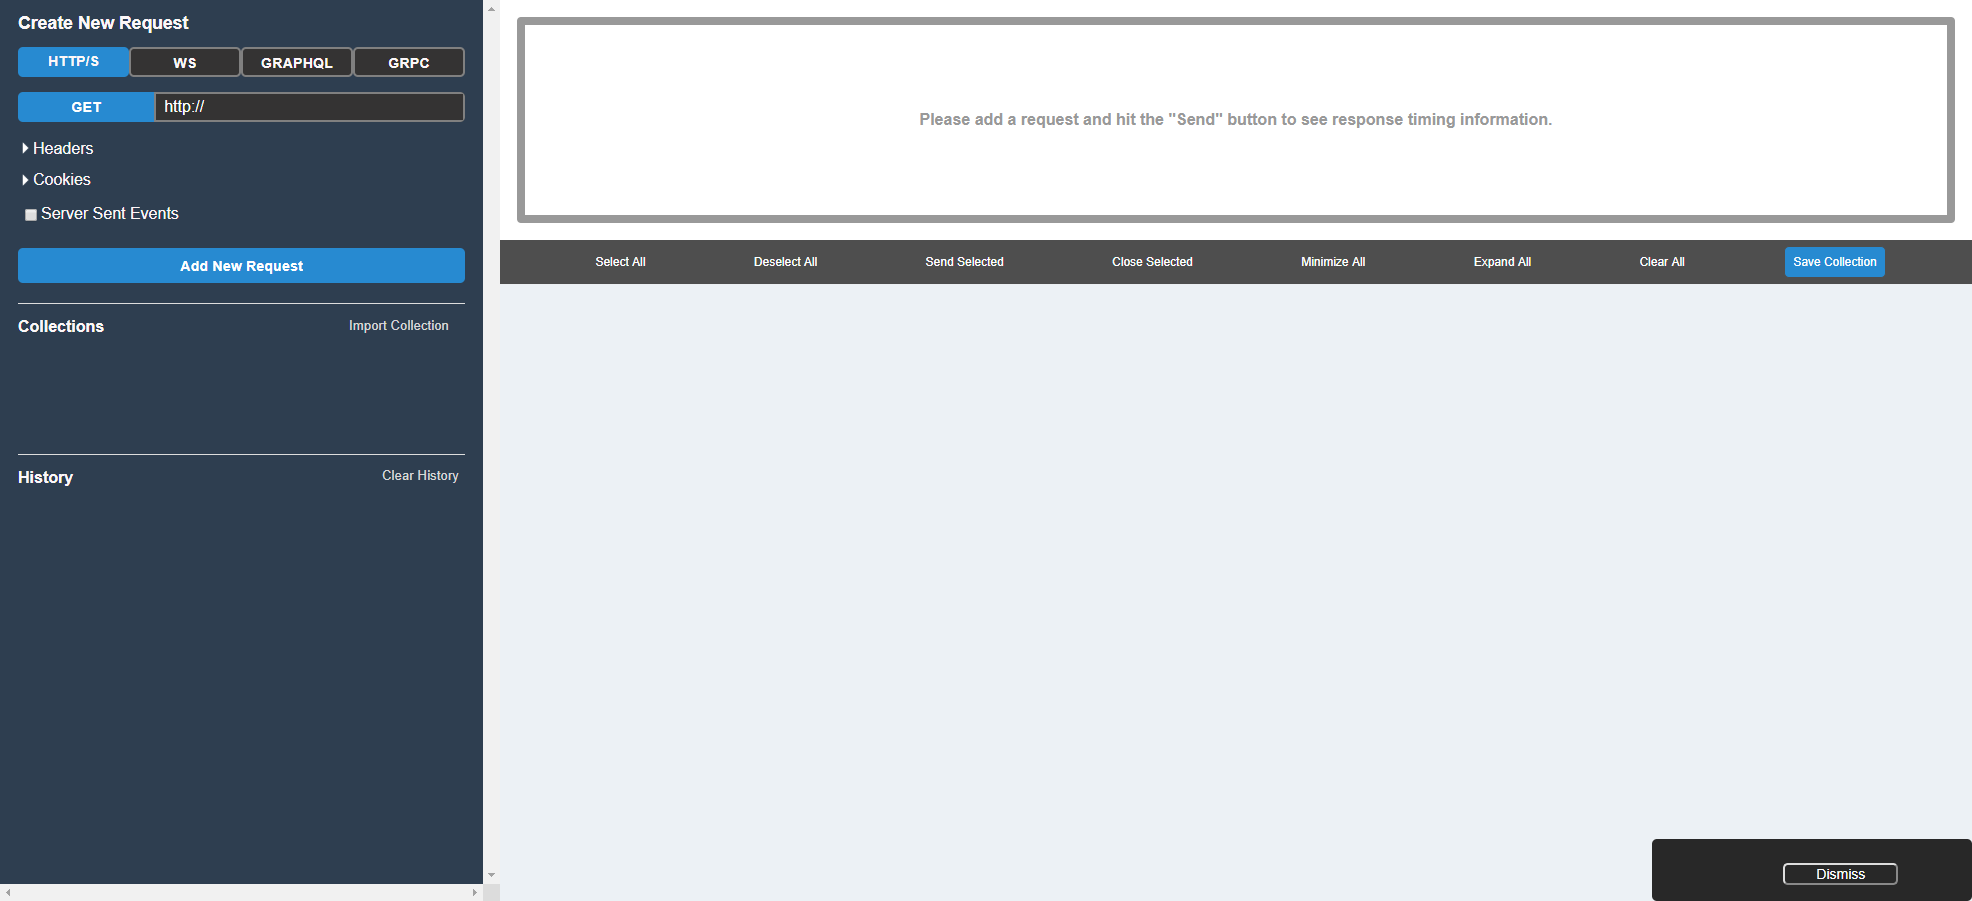 Create New Request
HTTP/S WS GRAPHQL GRPC
GET http://
Headers
Cookies
Server Sent Events
Add New Request
Collections Import Collection
History Clear History
Please add a request and hit the "Send" button to see response timing information.
Select All Deselect All Send Selected Close Selected Minimize All Expand All Clear All Save Collection
Dismiss